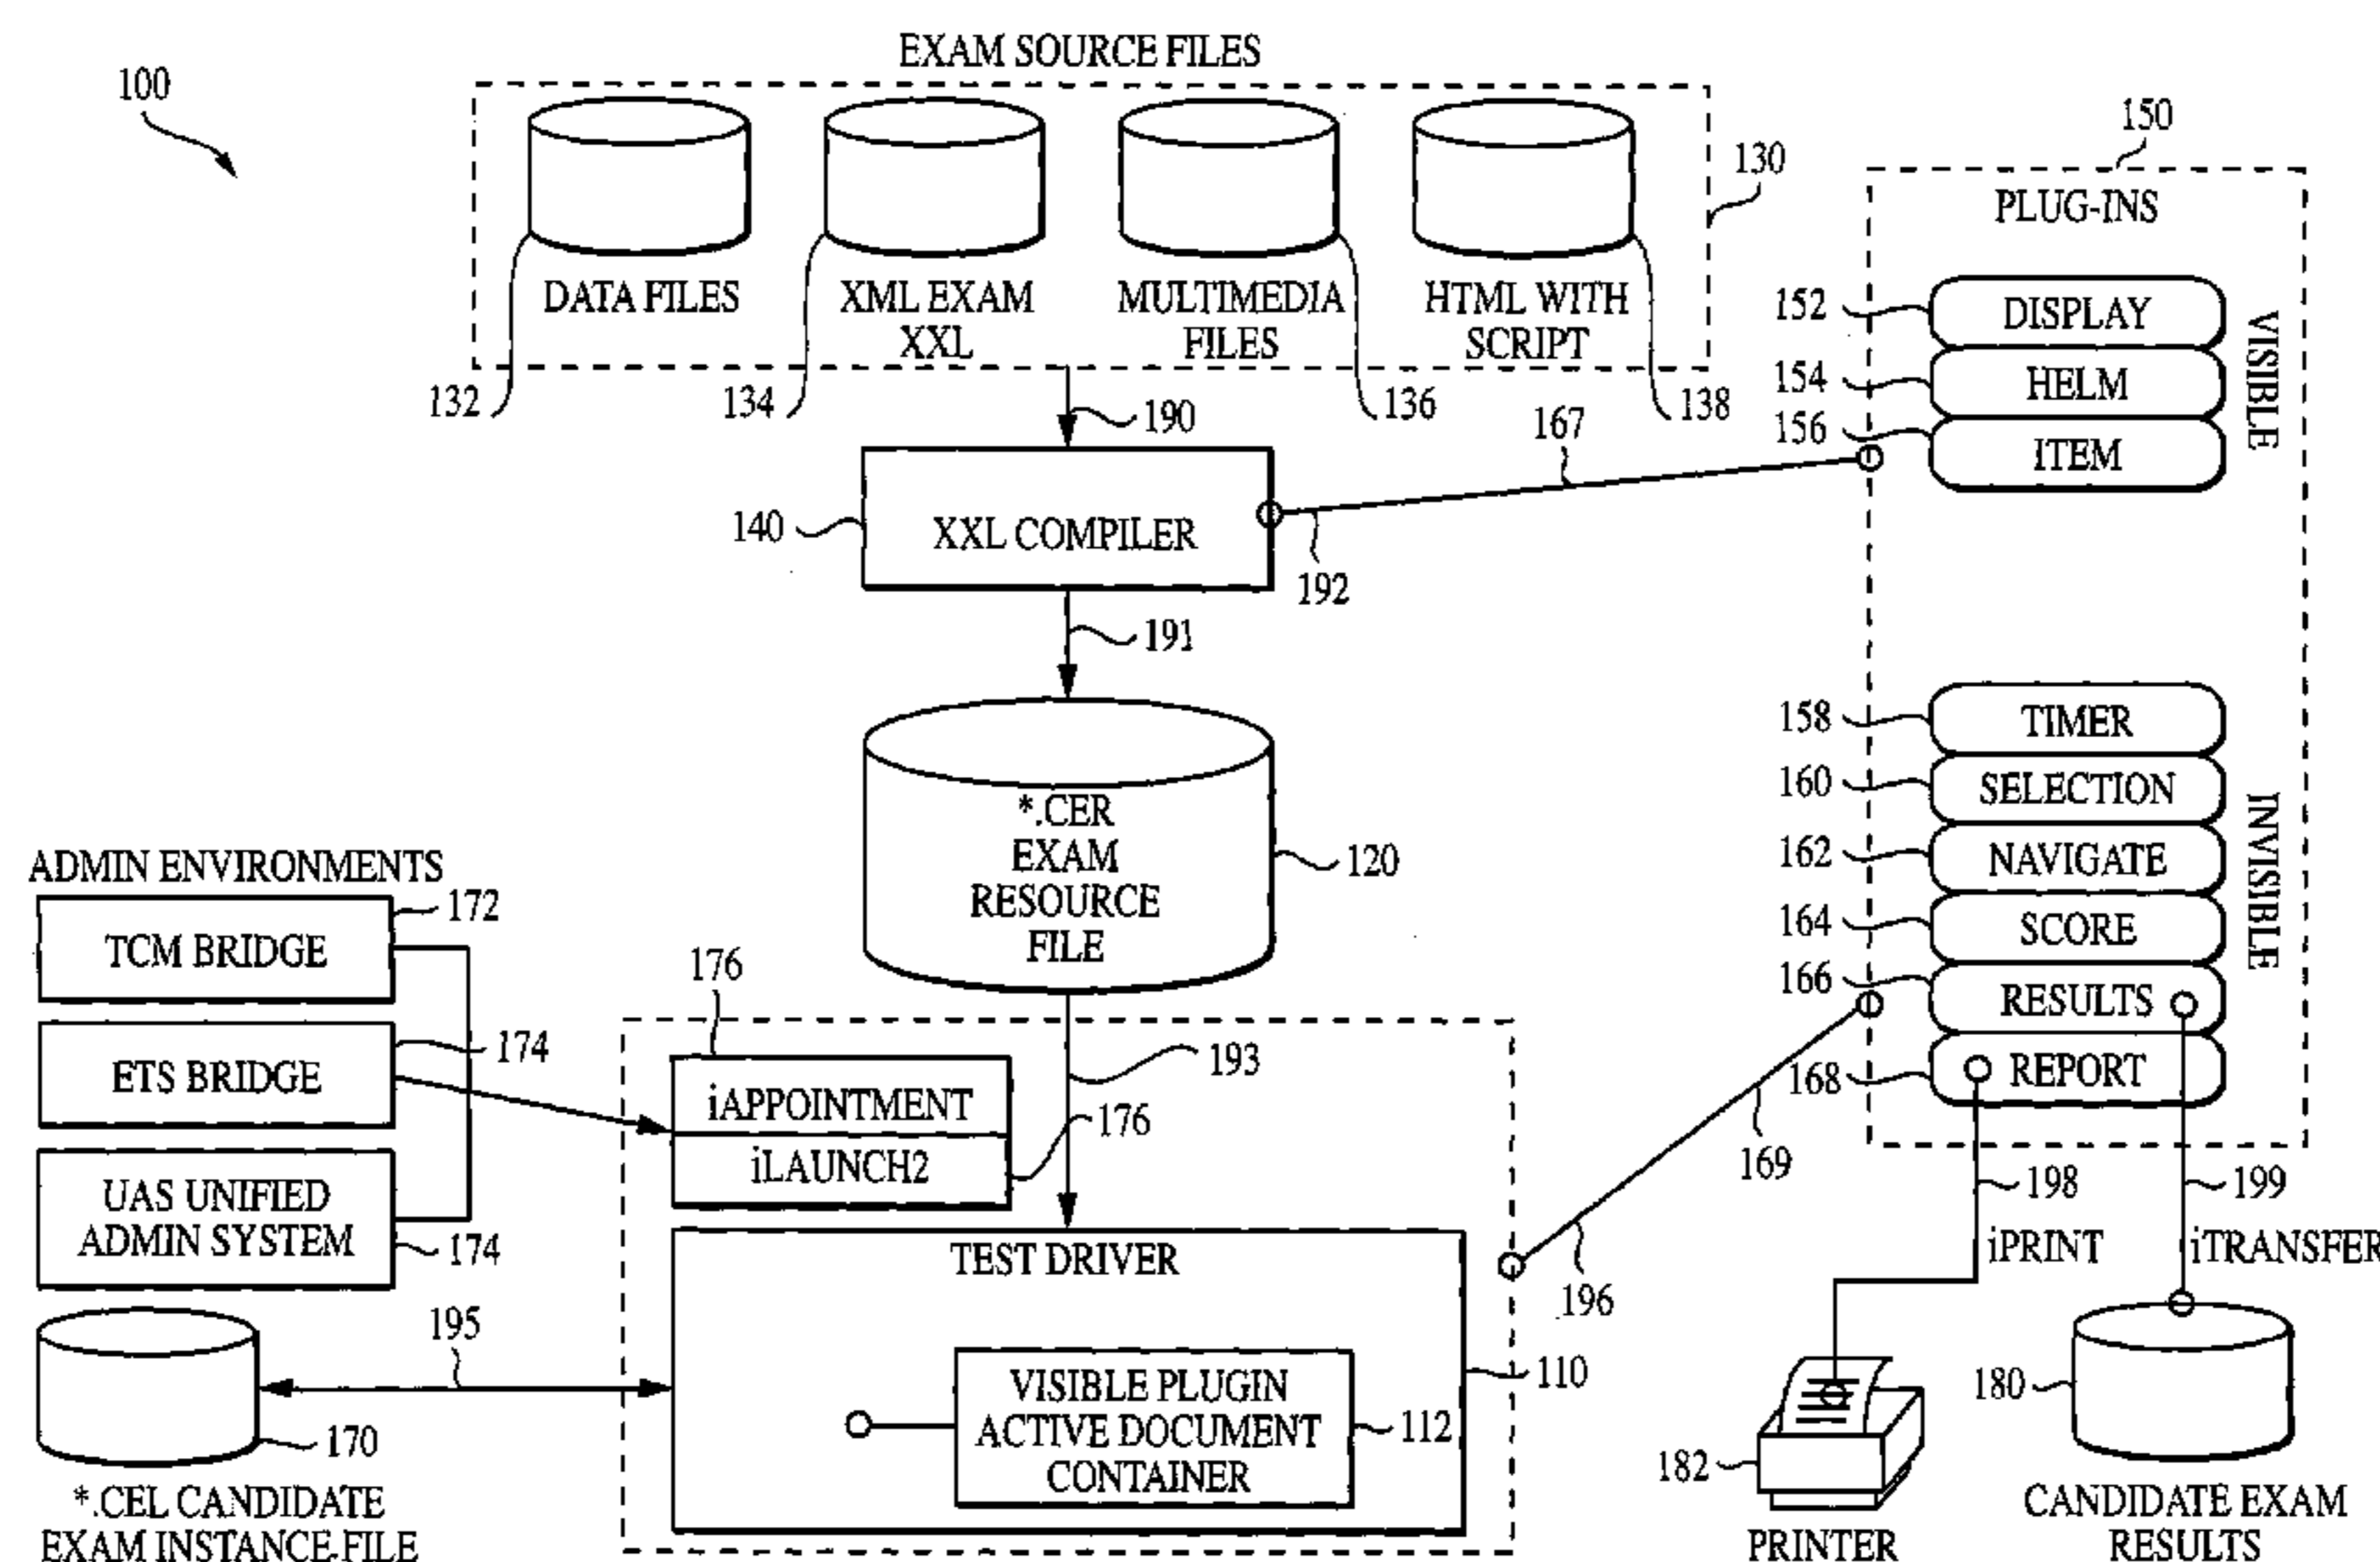 EXAM SOURCE FILES
100
130
DATA FILES
XML EXAM
XXL
MULTIMEDIA
FILES
HTML WITH
SCRIPT
132
134
136
138
190
XXL COMPILER
140
167
192
191
150
PLUG-INS
152
DISPLAY
154
HELM
156
ITEM
VISIBLE
158
TIMER
160
SELECTION
162
NAVIGATE
164
SCORE
166
RESULTS
168
REPORT
INVISIBLE
*.CER
EXAM
RESOURCE
FILE
120
ADMIN ENVIRONMENTS
172
TCM BRIDGE
174
ETS BRIDGE
UAS UNIFIED
ADMIN SYSTEM
174
176
iAPPOINTMENT
iLAUNCH2
176
193
169
196
198
199
iPRINT
iTRANSFER
TEST DRIVER
110
VISIBLE PLUGIN
ACTIVE DOCUMENT
CONTAINER
112
195
170
*.CEL CANDIDATE
EXAM INSTANCE.FILE
182
PRINTER
180
CANDIDATE EXAM
RESULTS